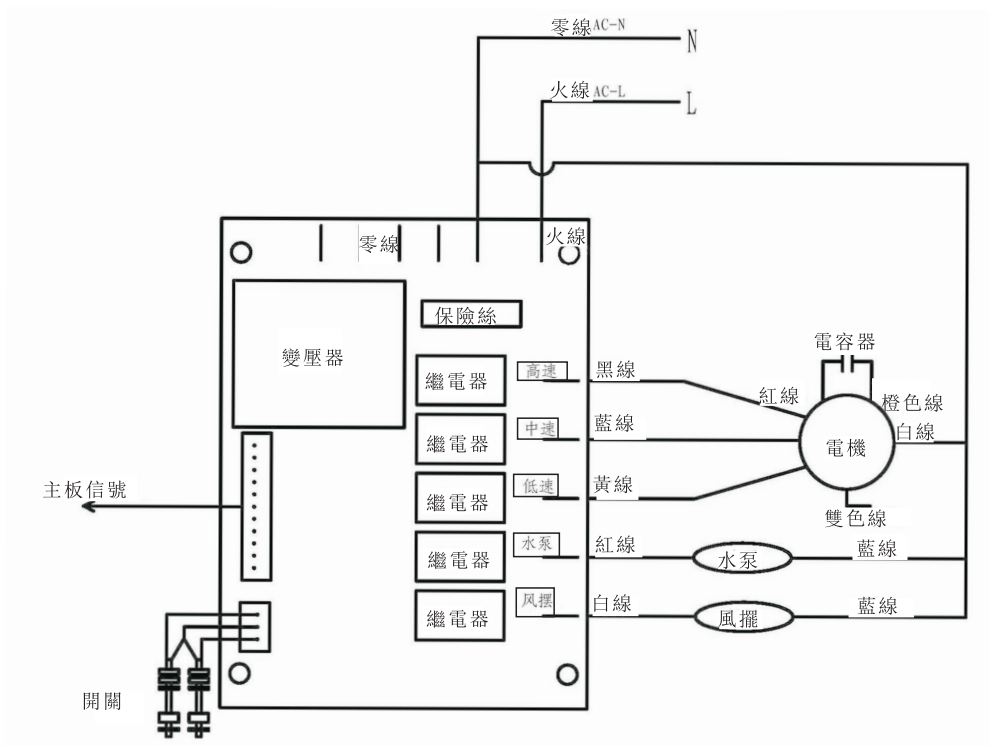 零線 AC-N
N
火線 AC-L
L
零線
火線
保險絲
變壓器
電容器
繼電器
高速
黑線
紅線
橙色線
繼電器
中速
藍線
電機
白線
繼電器
低速
黃線
主板信號
雙色線
繼電器
水泵
紅線
水泵
藍線
繼電器
风摆
白線
風擺
藍線
開關